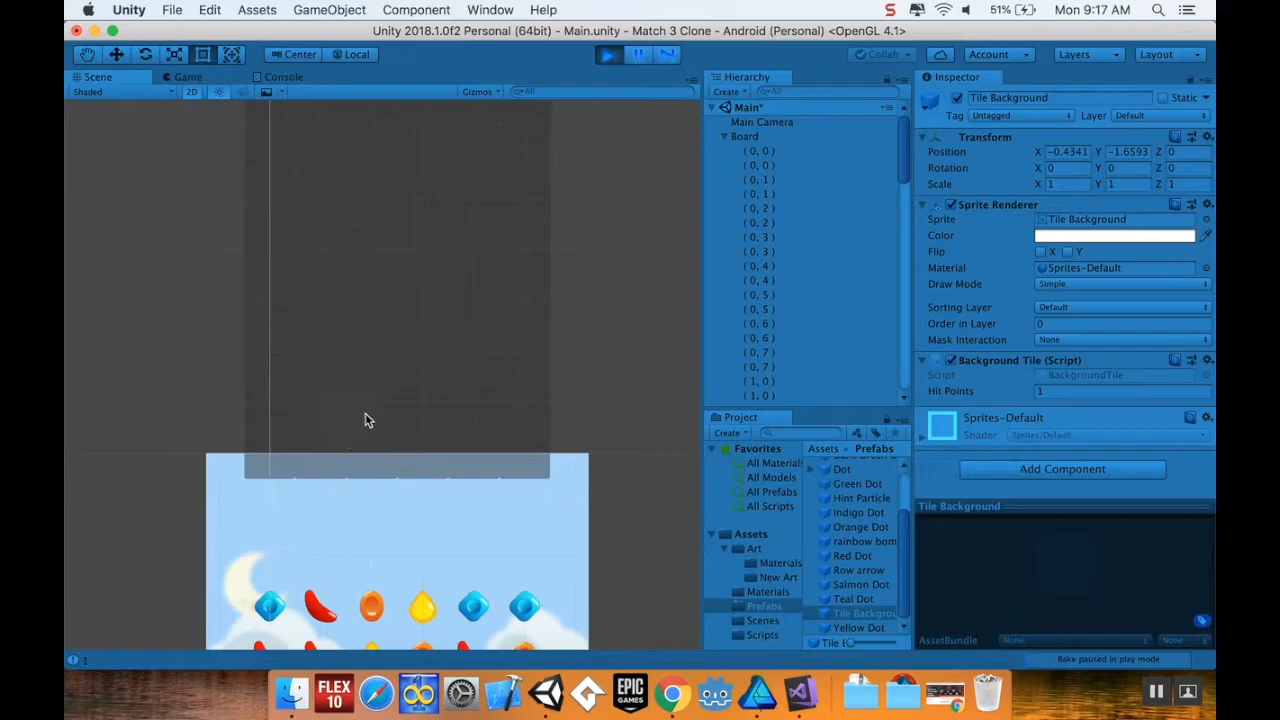 Unity File Edit Assets GameObject Component Window Help 51% Mon 9:17 AM
Unity 2018.1.0f2 Personal (64bit) - Main.unity - Match 3 Clone - Android (Personal) <OpenGL 4.1>
Center Local Collab Account Layers Layout
Scene Game Console Hierarchy Inspector
Shaded 2D Gizmos All Create All
Tile Background Static
Main*
Tag Untagged Layer Default
Main Camera
Board
Transform
( 0, 0 )
Position X -0.4341 Y -1.6593 Z 0
( 0, 0 )
Rotation X 0 Y 0 Z 0
( 0, 1 )
Scale X 1 Y 1 Z 1
( 0, 1 )
( 0, 2 )
Sprite Renderer
( 0, 2 )
Sprite Tile Background
( 0, 3 )
Color
( 0, 3 )
Flip X Y
( 0, 4 )
Material Sprites-Default
( 0, 4 )
Draw Mode Simple
( 0, 5 )
( 0, 5 )
Sorting Layer Default
( 0, 6 )
Order in Layer 0
( 0, 6 )
Mask Interaction None
( 0, 7 )
Background Tile (Script)
( 0, 7 )
Script BackgroundTile
( 1, 0 )
Hit Points 1
( 1, 0 )
Project
Sprites-Default
Create
Shader Sprites/Default
Favorites
All Materials
All Models
All Prefabs
All Scripts
Assets
Art
Materials
New Art
Materials
Prefabs
Scenes
Scripts
Assets Prefabs
Dot
Green Dot
Hint Particle
Indigo Dot
Orange Dot
rainbow bom
Red Dot
Row arrow
Salmon Dot
Teal Dot
Tile Backgrou
Yellow Dot
Add Component
Tile Background
AssetBundle None None
1
Bake paused in play mode
FLEX
10
EPIC
GAMES